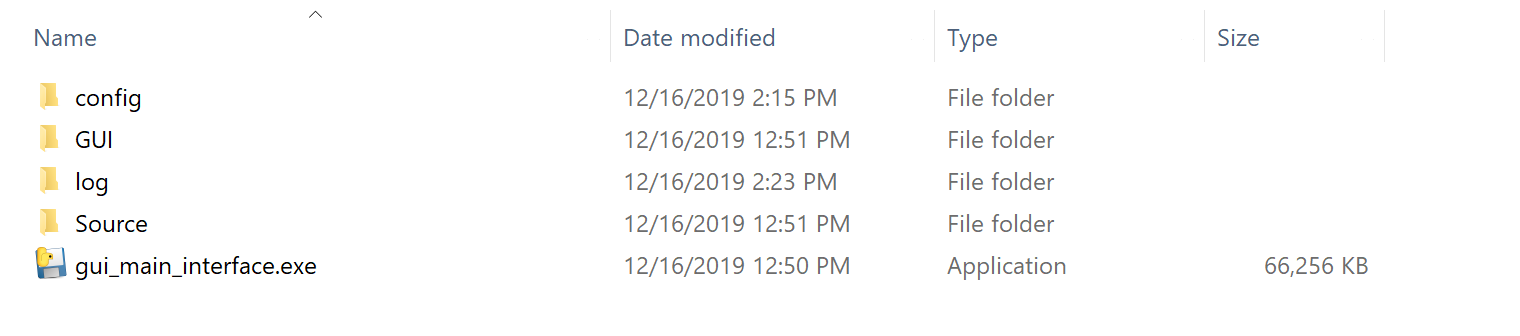 Name Date modified Type Size
config 12/16/2019 2:15 PM File folder
GUI 12/16/2019 12:51 PM File folder
log 12/16/2019 2:23 PM File folder
Source 12/16/2019 12:51 PM File folder
gui_main_interface.exe 12/16/2019 12:50 PM Application 66,256 KB